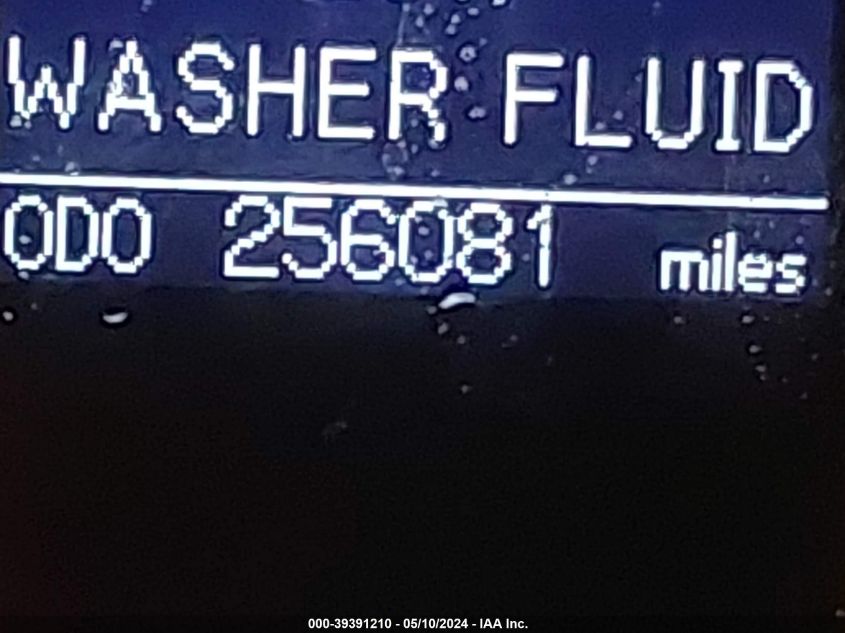 WASHER FLUID
ODO 256081 miles
000-39391210 - 05/10/2024 - IAA Inc.